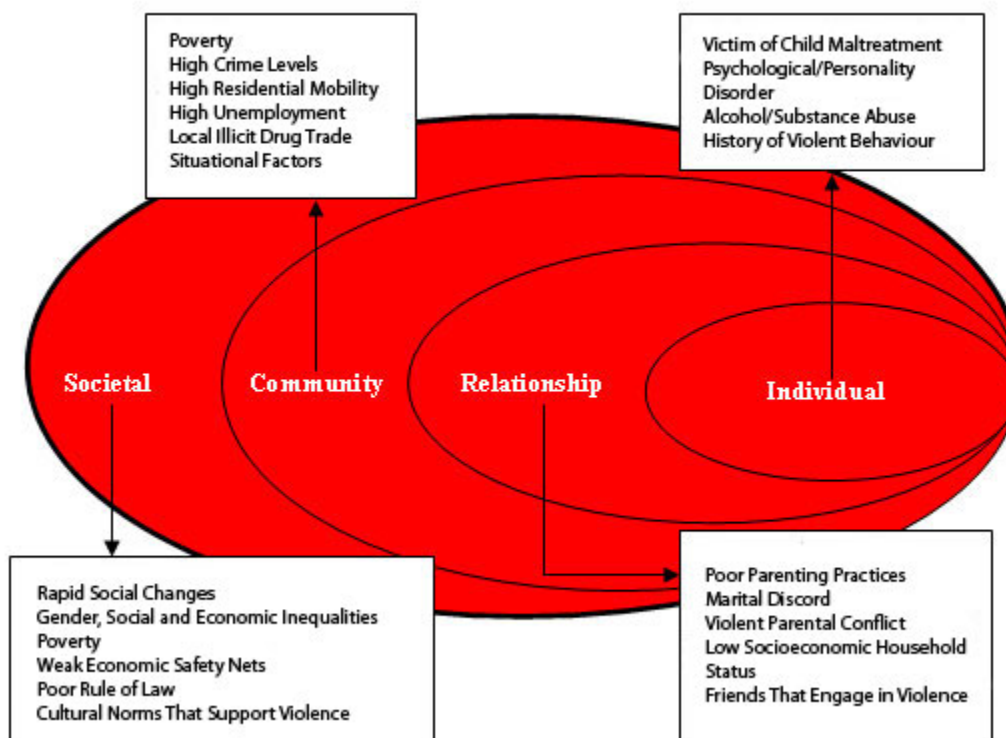 Poverty
High Crime Levels
High Residential Mobility
High Unemployment
Local Illicit Drug Trade
Situational Factors
Victim of Child Maltreatment
Psychological/Personality
Disorder
Alcohol/Substance Abuse
History of Violent Behaviour
Societal
Community
Relationship
Individual
Rapid Social Changes
Gender, Social and Economic Inequalities
Poverty
Weak Economic Safety Nets
Poor Rule of Law
Cultural Norms That Support Violence
Poor Parenting Practices
Marital Discord
Violent Parental Conflict
Low Socioeconomic Household
Status
Friends That Engage in Violence